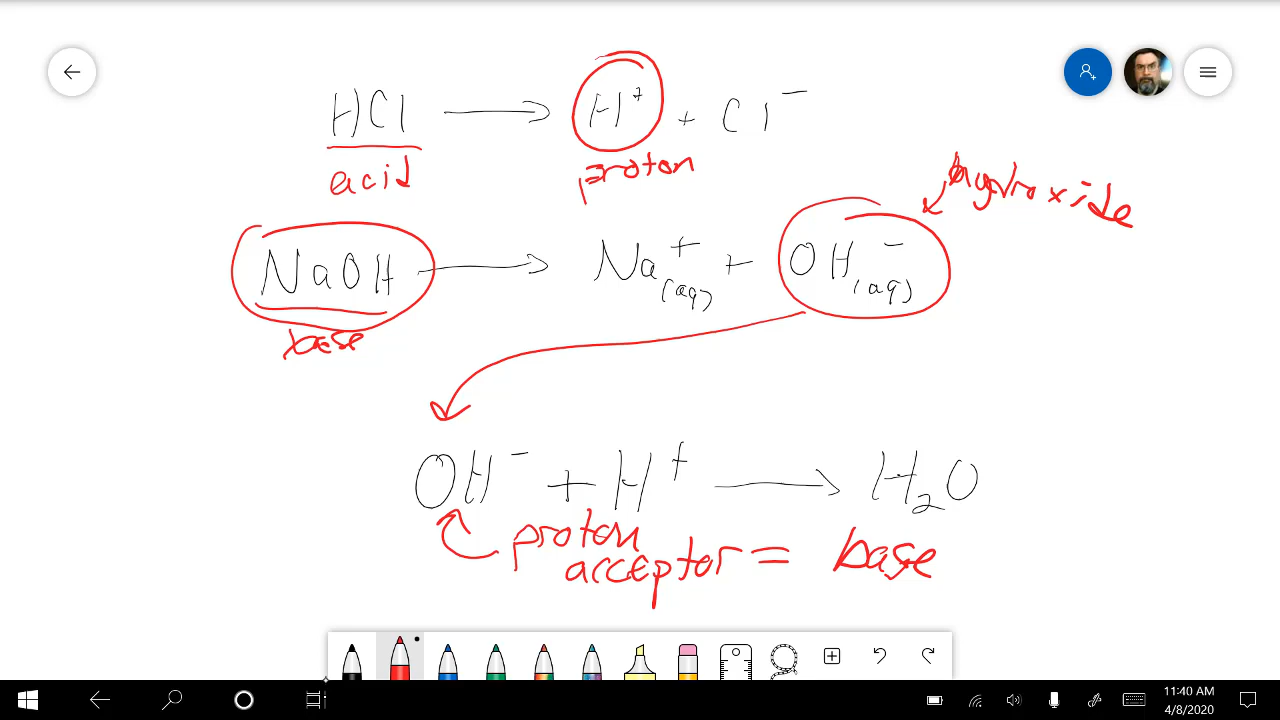 HCl → H⁺ + Cl⁻
acid
proton
hydroxide
NaOH → Na⁺(aq) + OH⁻(aq)
base
OH⁻ + H⁺ → H₂O
proton
acceptor = base
11:40 AM
4/8/2020